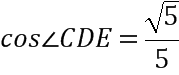 cos∠CDE = √5/5